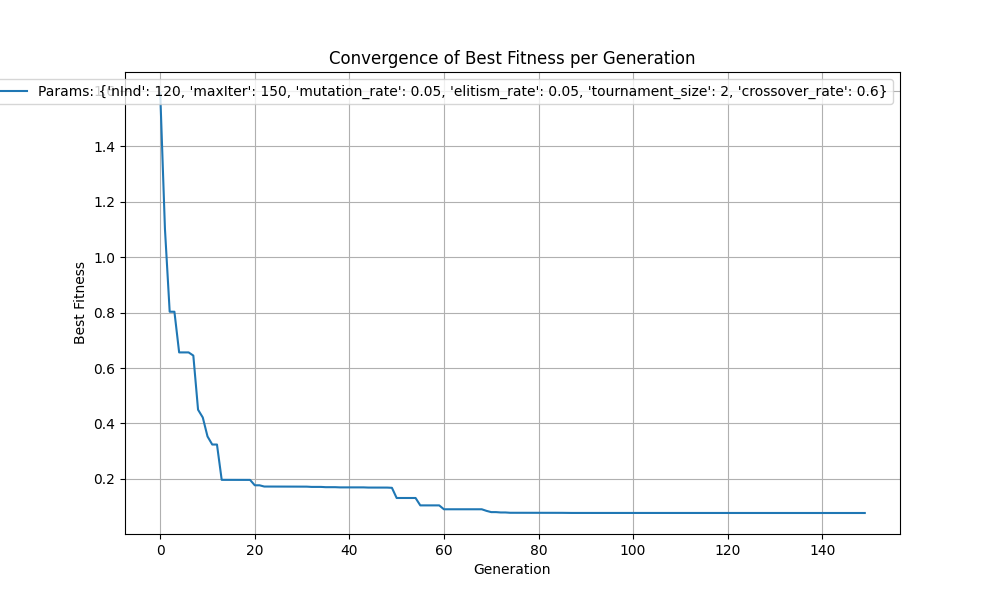 Convergence of Best Fitness per Generation
Params: {'nInd': 120, 'maxIter': 150, 'mutation_rate': 0.05, 'elitism_rate': 0.05, 'tournament_size': 2, 'crossover_rate': 0.6}
1.4
1.2
1.0
0.8
0.6
0.4
0.2
Best Fitness
0 20 40 60 80 100 120 140
Generation